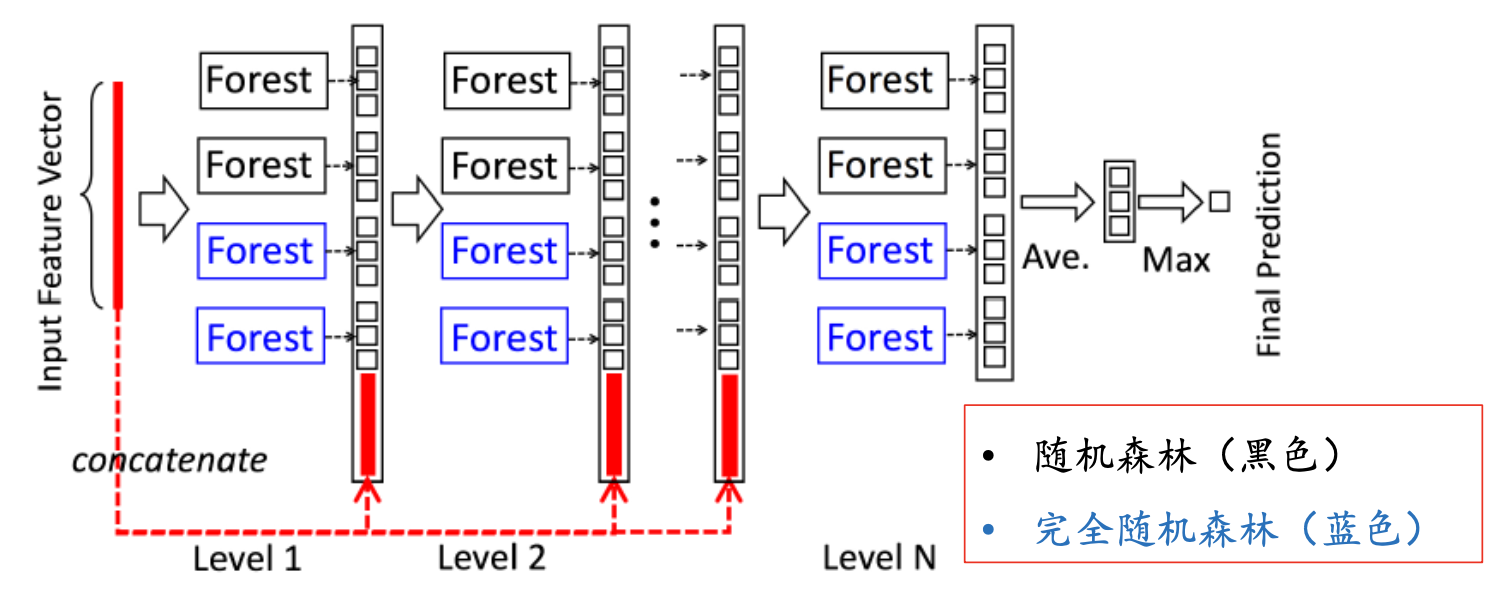 Input Feature Vector
Forest
Forest
Forest
Forest
concatenate
Level 1
Forest
Forest
Forest
Forest
Level 2
Forest
Forest
Forest
Forest
Level N
Ave.
Max
Final Prediction
• 随机森林（黑色）
• 完全随机森林（蓝色）